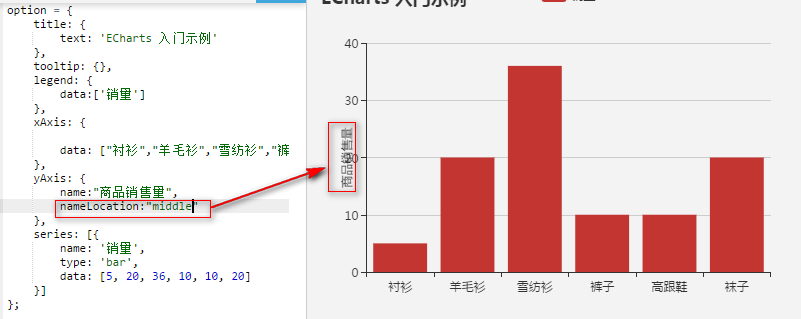 option = {
title: {
text: 'ECharts 入门示例'
},
tooltip: {},
legend: {
data:['销量']
},
xAxis: {
data: ["衬衫","羊毛衫","雪纺衫","裤
},
yAxis: {
name:"商品销售量",
nameLocation:"middle"
},
series: [{
name: '销量',
type: 'bar',
data: [5, 20, 36, 10, 10, 20]
}]
};
ECharts 入门示例
销量
商品销售量
40
30
20
10
0
衬衫 羊毛衫 雪纺衫 裤子 高跟鞋 袜子